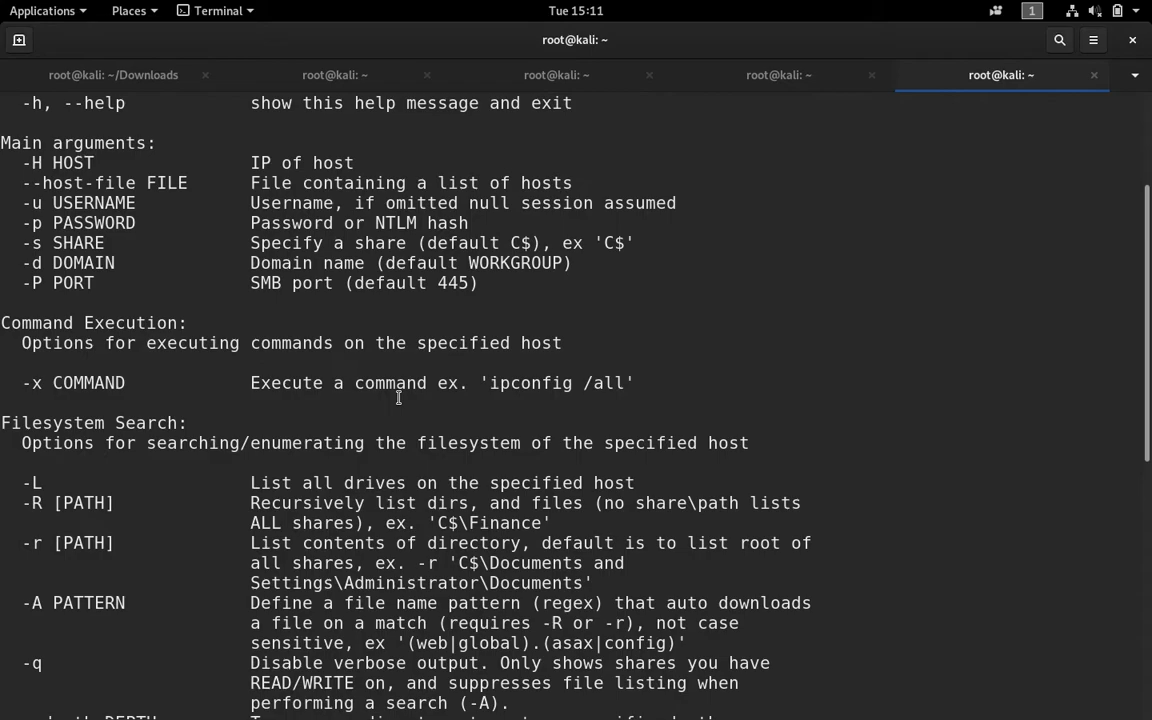 Applications Places Terminal Tue 15:11 1
root@kali: ~
root@kali: ~/Downloads root@kali: ~ root@kali: ~ root@kali: ~ root@kali: ~
-h, --help show this help message and exit
Main arguments:
-H HOST IP of host
--host-file FILE File containing a list of hosts
-u USERNAME Username, if omitted null session assumed
-p PASSWORD Password or NTLM hash
-s SHARE Specify a share (default C$), ex 'C$'
-d DOMAIN Domain name (default WORKGROUP)
-P PORT SMB port (default 445)
Command Execution:
Options for executing commands on the specified host
-x COMMAND Execute a command ex. 'ipconfig /all'
Filesystem Search:
Options for searching/enumerating the filesystem of the specified host
-L List all drives on the specified host
-R [PATH] Recursively list dirs, and files (no share\path lists
ALL shares), ex. 'C$\Finance'
-r [PATH] List contents of directory, default is to list root of
all shares, ex. -r 'C$\Documents and
Settings\Administrator\Documents'
-A PATTERN Define a file name pattern (regex) that auto downloads
a file on a match (requires -R or -r), not case
sensitive, ex '(web|global).(asax|config)'
-q Disable verbose output. Only shows shares you have
READ/WRITE on, and suppresses file listing when
performing a search (-A).